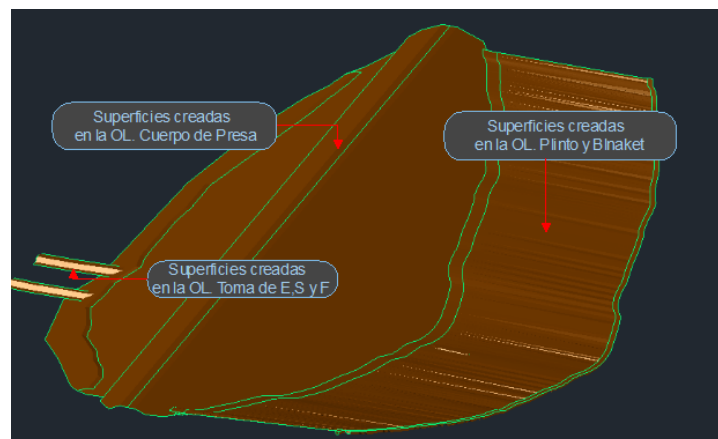 Superficies creadas
en la OL. Cuerpo de Presa
Superficies creadas
en la OL. Plinto y BInaket
Superficies creadas
en la OL. Toma de E,S y F